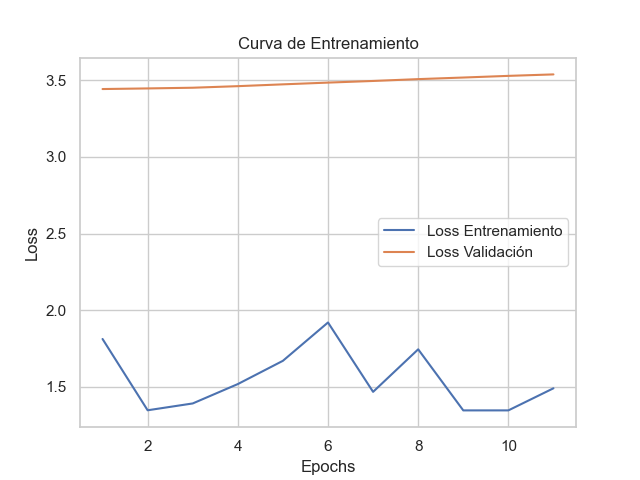 Curva de Entrenamiento
3.5
3.0
2.5
2.0
1.5
Loss
Loss Entrenamiento
Loss Validación
2
4
6
8
10
Epochs